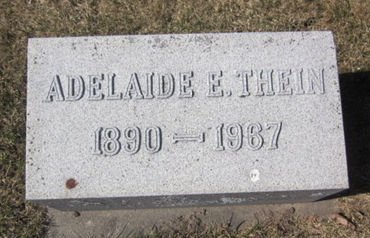 ADELAIDE E. THEIN
1890 — 1967